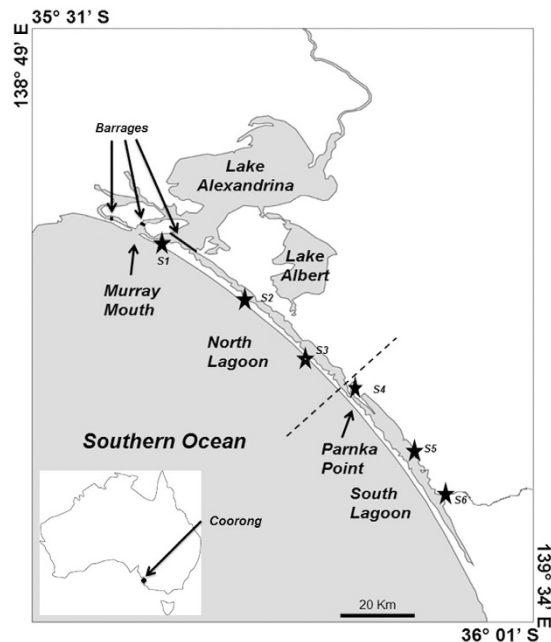 35° 31’ S
138° 49’ E
Barrages
Lake
Alexandrina
Lake
Albert
S1
Murray
Mouth
S2
North
Lagoon
S3
S4
Southern Ocean
Parnka
Point
S5
South
Lagoon
S6
Coorong
20 Km
139° 34’ E
36° 01’ S